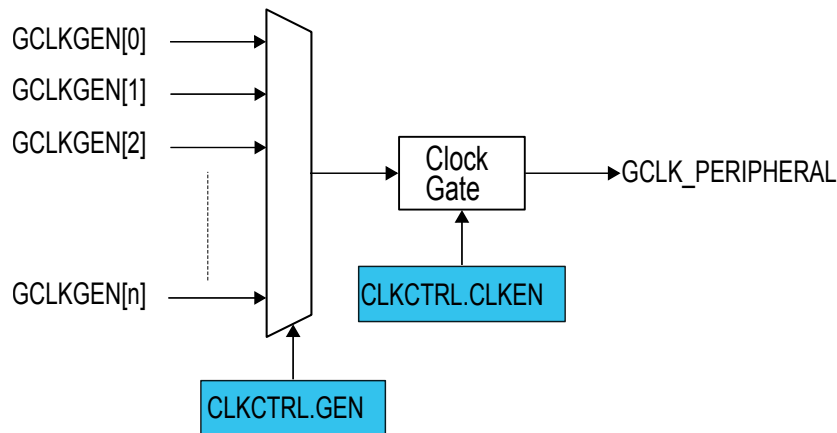 GCLKGEN[0]
GCLKGEN[1]
GCLKGEN[2]
Clock
Gate
GCLK_PERIPHERAL
GCLKGEN[n]
CLKCTRL.CLKEN
CLKCTRL.GEN